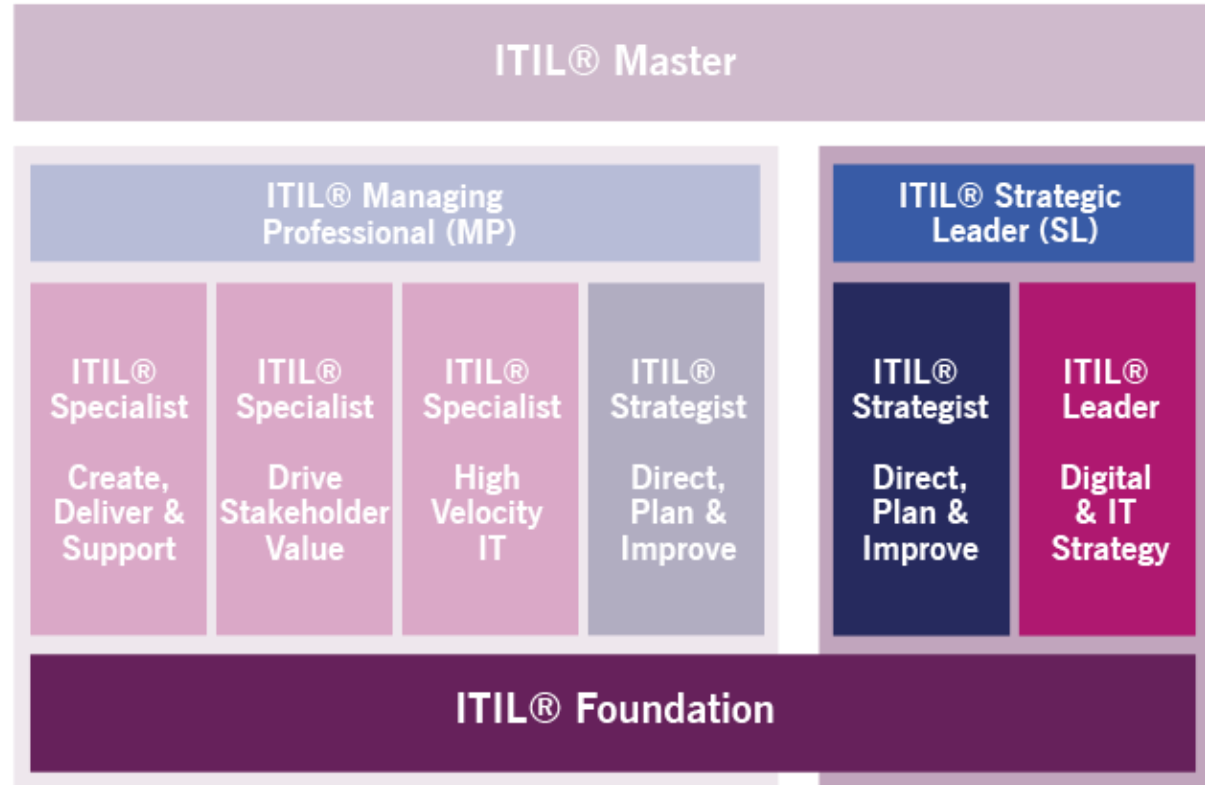 ITIL® Master
ITIL® Managing
Professional (MP)
ITIL® Strategic
Leader (SL)
ITIL®
Specialist
Create,
Deliver &
Support
ITIL®
Specialist
Drive
Stakeholder
Value
ITIL®
Specialist
High
Velocity
IT
ITIL®
Strategist
Direct,
Plan &
Improve
ITIL®
Strategist
Direct,
Plan &
Improve
ITIL®
Leader
Digital
& IT
Strategy
ITIL® Foundation